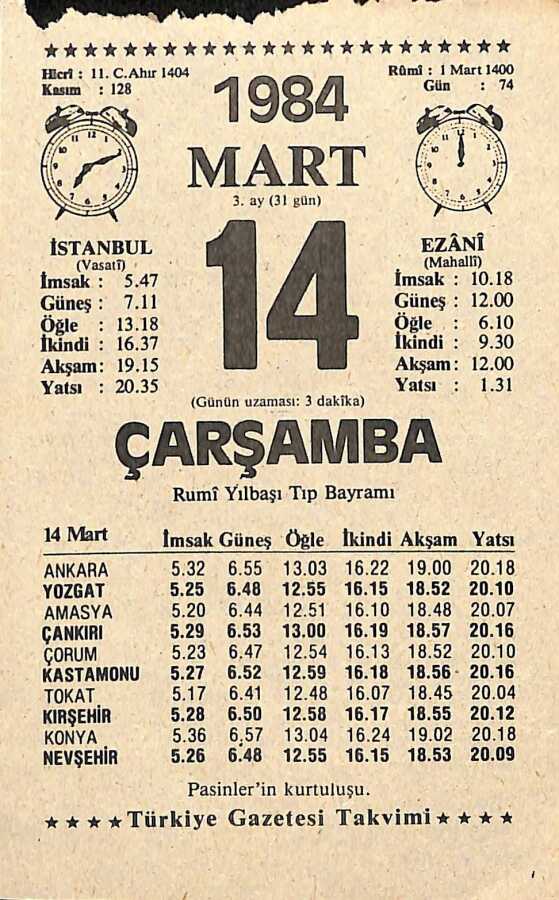 ★★★★★★★★★★★★★★★★★★★★★★★★
Hicrî : 11. C.Ahır 1404
Kasım : 128
1984
Rûmî : 1 Mart 1400
Gün : 74
MART
3. ay (31 gün)
14
İSTANBUL
(Vasatî)
İmsak : 5.47
Güneş : 7.11
Öğle : 13.18
İkindi : 16.37
Akşam: 19.15
Yatsı : 20.35
EZÂNÎ
(Mahallî)
İmsak : 10.18
Güneş : 12.00
Öğle : 6.10
İkindi : 9.30
Akşam: 12.00
Yatsı : 1.31
(Günün uzaması: 3 dakîka)
ÇARŞAMBA
Rumî Yılbaşı Tıp Bayramı
14 Mart İmsak Güneş Öğle İkindi Akşam Yatsı
ANKARA 5.32 6.55 13.03 16.22 19.00 20.18
YOZGAT 5.25 6.48 12.55 16.15 18.52 20.10
AMASYA 5.20 6.44 12.51 16.10 18.48 20.07
ÇANKIRI 5.29 6.53 13.00 16.19 18.57 20.16
ÇORUM 5.23 6.47 12.54 16.13 18.52 20.10
KASTAMONU 5.27 6.52 12.59 16.18 18.56 20.16
TOKAT 5.17 6.41 12.48 16.07 18.45 20.04
KIRŞEHİR 5.28 6.50 12.58 16.17 18.55 20.12
KONYA 5.36 6.57 13.04 16.24 19.02 20.18
NEVŞEHİR 5.26 6.48 12.55 16.15 18.53 20.09
Pasinler'in kurtuluşu.
★★★★Türkiye Gazetesi Takvimi★★★★